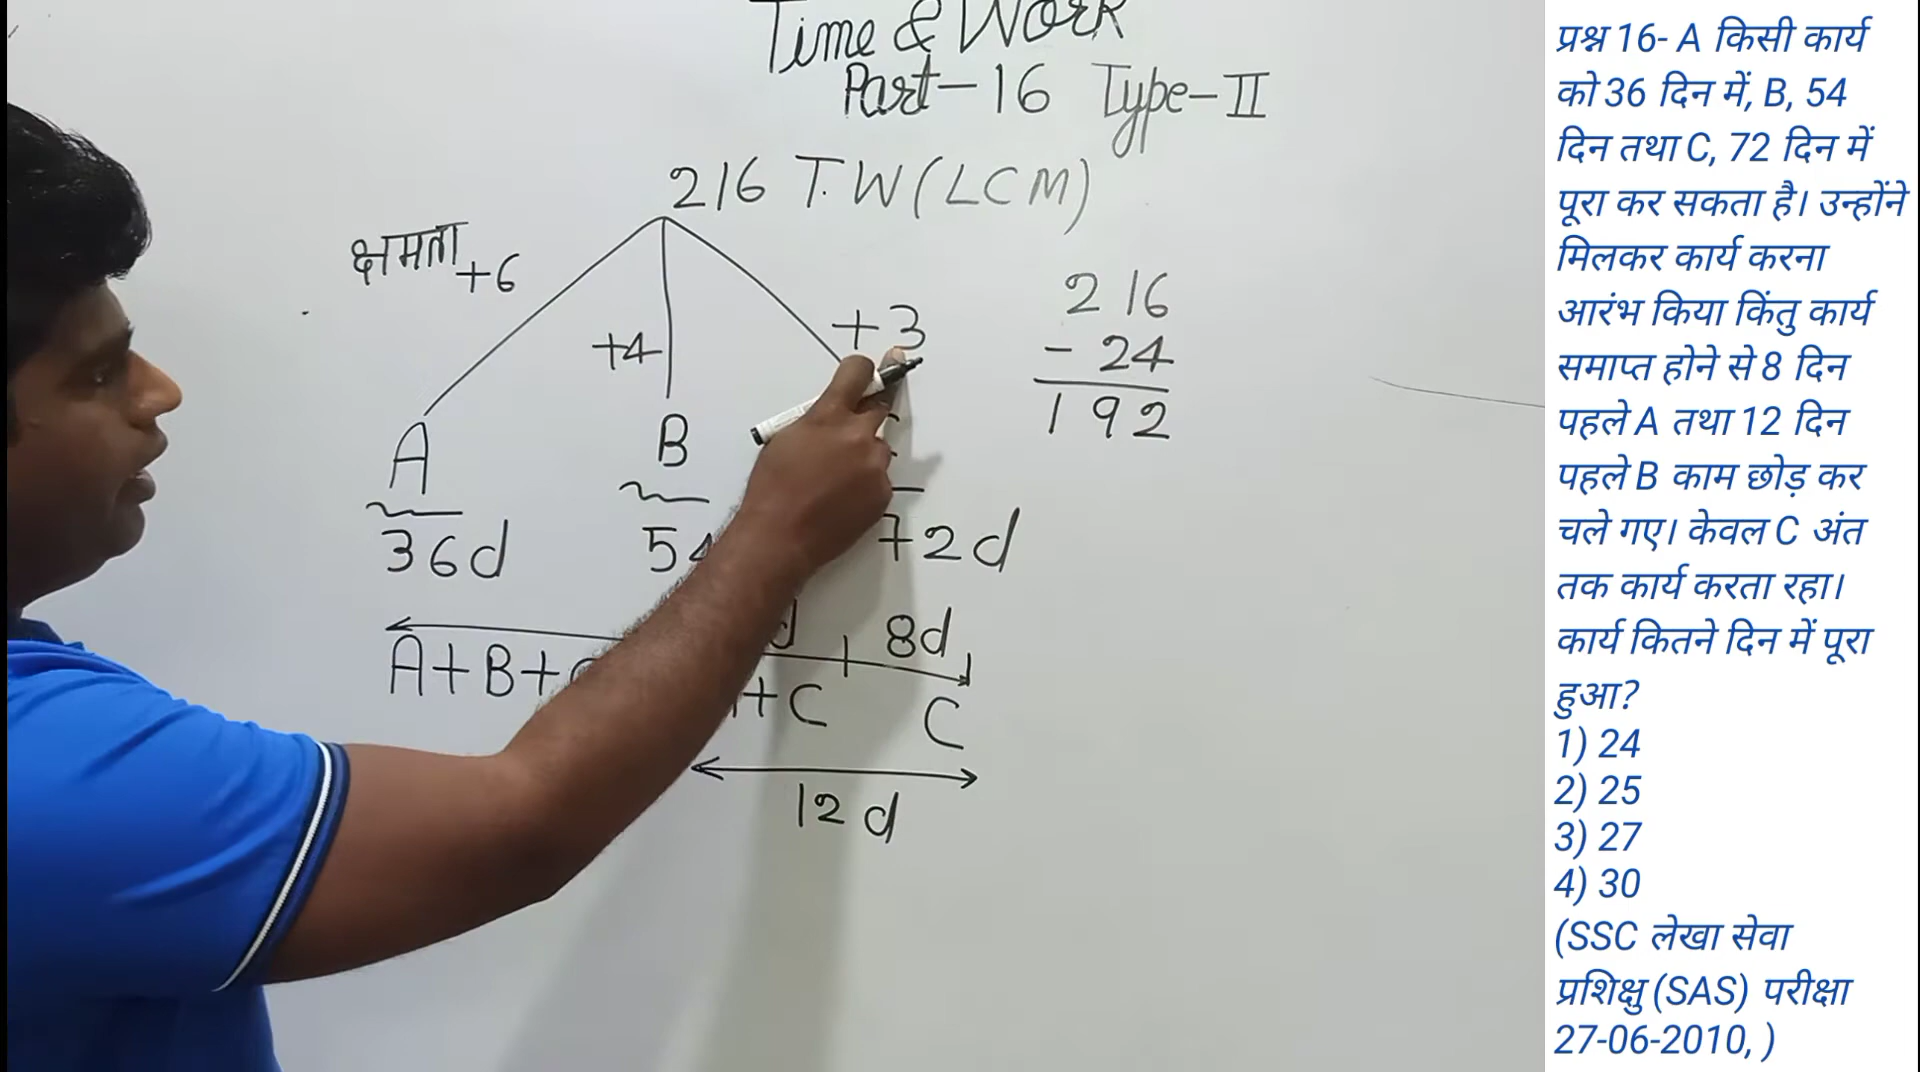 Time & Work
Part-16 Type-II
216 T.W(LCM)
क्षमता +6
+4
+3
216
- 24
192
A
B
36d
54
72d
8d
A+B+
+C
C
12d
प्रश्न 16- A किसी कार्य
को 36 दिन में, B, 54
दिन तथा C, 72 दिन में
पूरा कर सकता है। उन्होंने
मिलकर कार्य करना
आरंभ किया किंतु कार्य
समाप्त होने से 8 दिन
पहले A तथा 12 दिन
पहले B काम छोड़ कर
चले गए। केवल C अंत
तक कार्य करता रहा।
कार्य कितने दिन में पूरा
हुआ?
1) 24
2) 25
3) 27
4) 30
(SSC लेखा सेवा
प्रशिक्षु (SAS) परीक्षा
27-06-2010, )